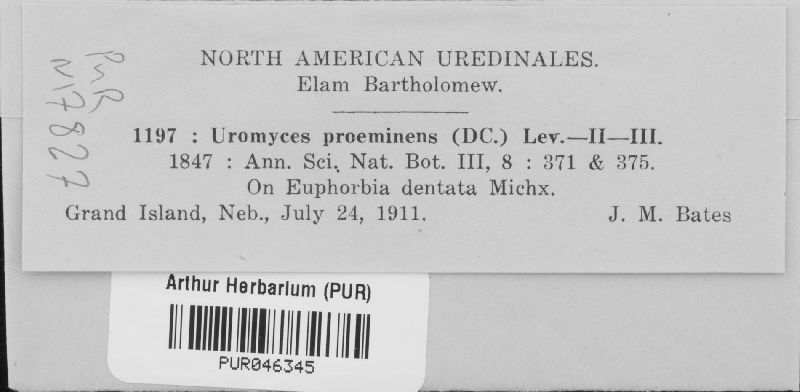 NORTH AMERICAN UREDINALES.
Elam Bartholomew.
1197 : Uromyces proeminens (DC.) Lev.—II—III.
1847 : Ann. Sci. Nat. Bot. III, 8 : 371 & 375.
On Euphorbia dentata Michx.
Grand Island, Neb., July 24, 1911. J. M. Bates
PUR
N17827
Arthur Herbarium (PUR)
PUR046345